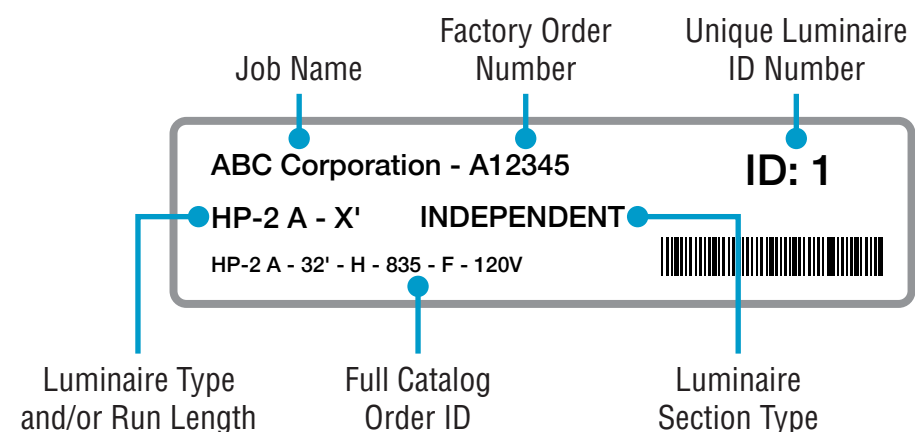 Job Name
Factory Order
Number
Unique Luminaire
ID Number
ABC Corporation - A12345
ID: 1
HP-2 A - X'
INDEPENDENT
HP-2 A - 32' - H - 835 - F - 120V
Luminaire Type
and/or Run Length
Full Catalog
Order ID
Luminaire
Section Type